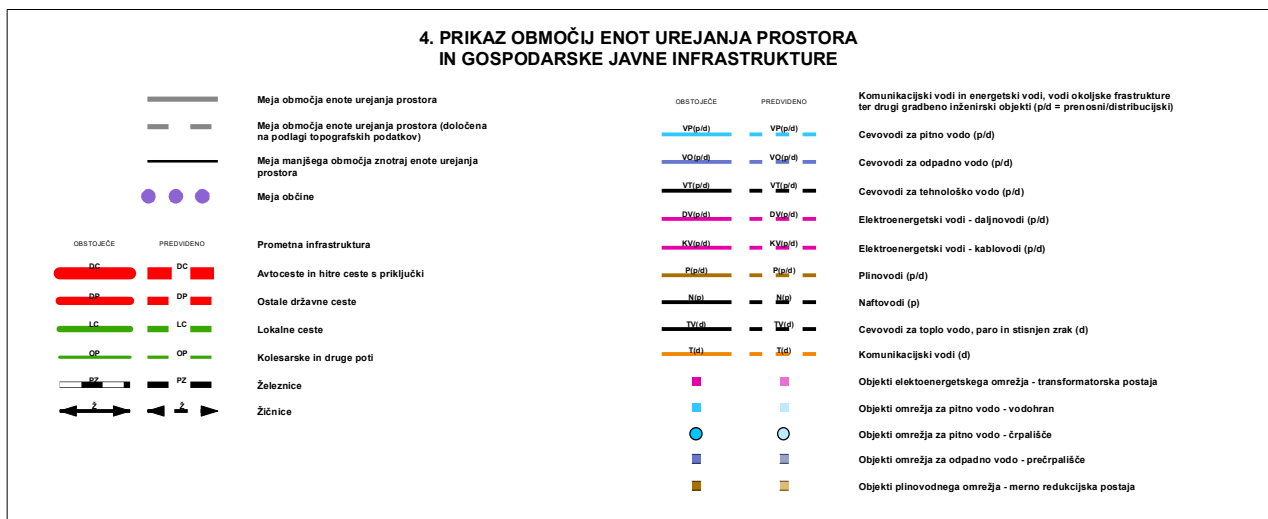 4. PRIKAZ OBMOČIJ ENOT UREJANJA PROSTORA
IN GOSPODARSKE JAVNE INFRASTRUKTURE
Meja območja enote urejanja prostora
Meja območja enote urejanja prostora (določena
na podlagi topografskih podatkov)
Meja manjšega območja znotraj enote urejanja
prostora
Meja občine
OBSTOJEČE PREDVIDENO Prometna infrastruktura
DC DC Avtoceste in hitre ceste s priključki
DP DP Ostale državne ceste
LC LC Lokalne ceste
OP OP Kolesarske in druge poti
PZ PZ Železnice
Ž Ž Žičnice
OBSTOJEČE PREDVIDENO Komunikacijski vodi in energetski vodi, vodi okoljske frastrukture
ter drugi gradbeno inženirski objekti (p/d = prenosni/distribucijski)
VP(p/d) VP(p/d) Cevovodi za pitno vodo (p/d)
VO(p/d) VO(p/d) Cevovodi za odpadno vodo (p/d)
VT(p/d) VT(p/d) Cevovodi za tehnološko vodo (p/d)
DV(p/d) DV(p/d) Elektroenergetski vodi - daljnovodi (p/d)
KV(p/d) KV(p/d) Elektroenergetski vodi - kablovodi (p/d)
P(p/d) P(p/d) Plinovodi (p/d)
N(p) N(p) Naftovodi (p)
TV(d) TV(d) Cevovodi za toplo vodo, paro in stisnjen zrak (d)
T(d) T(d) Komunikacijski vodi (d)
Objekti elektoenergetskega omrežja - transformatorska postaja
Objekti omrežja za pitno vodo - vodohran
Objekti omrežja za pitno vodo - črpališče
Objekti omrežja za odpadno vodo - prečrpališče
Objekti plinovodnega omrežja - merno redukcijska postaja